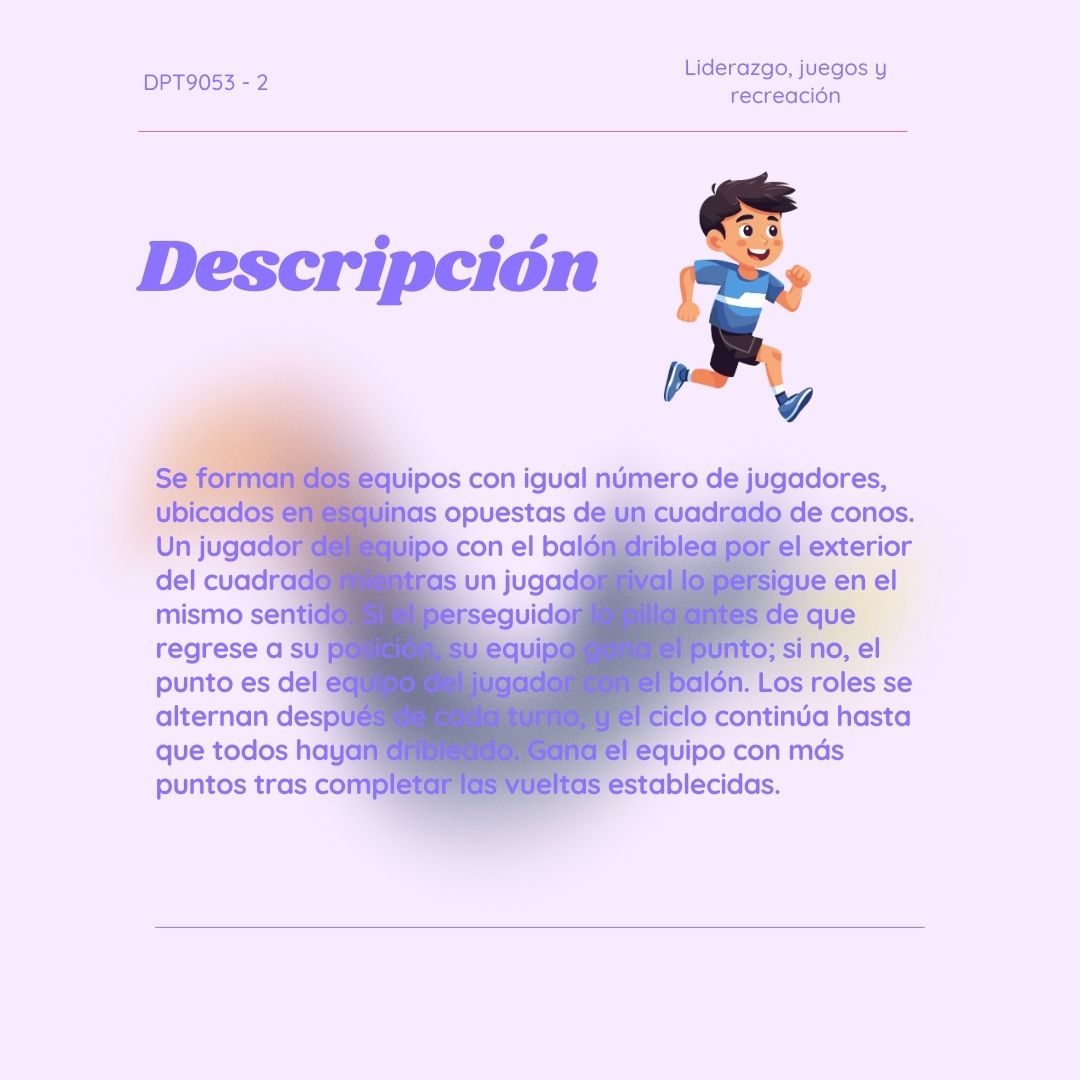 DPT9053 - 2
Liderazgo, juegos y
recreación
Descripción
Se forman dos equipos con igual número de jugadores,
ubicados en esquinas opuestas de un cuadrado de conos.
Un jugador del equipo con el balón driblea por el exterior
del cuadrado mientras un jugador rival lo persigue en el
mismo sentido. Si el perseguidor lo pilla antes de que
regrese a su posición, su equipo gana el punto; si no, el
punto es del equipo del jugador con el balón. Los roles se
alternan después de cada turno, y el ciclo continúa hasta
que todos hayan dribleado. Gana el equipo con más
puntos tras completar las vueltas establecidas.